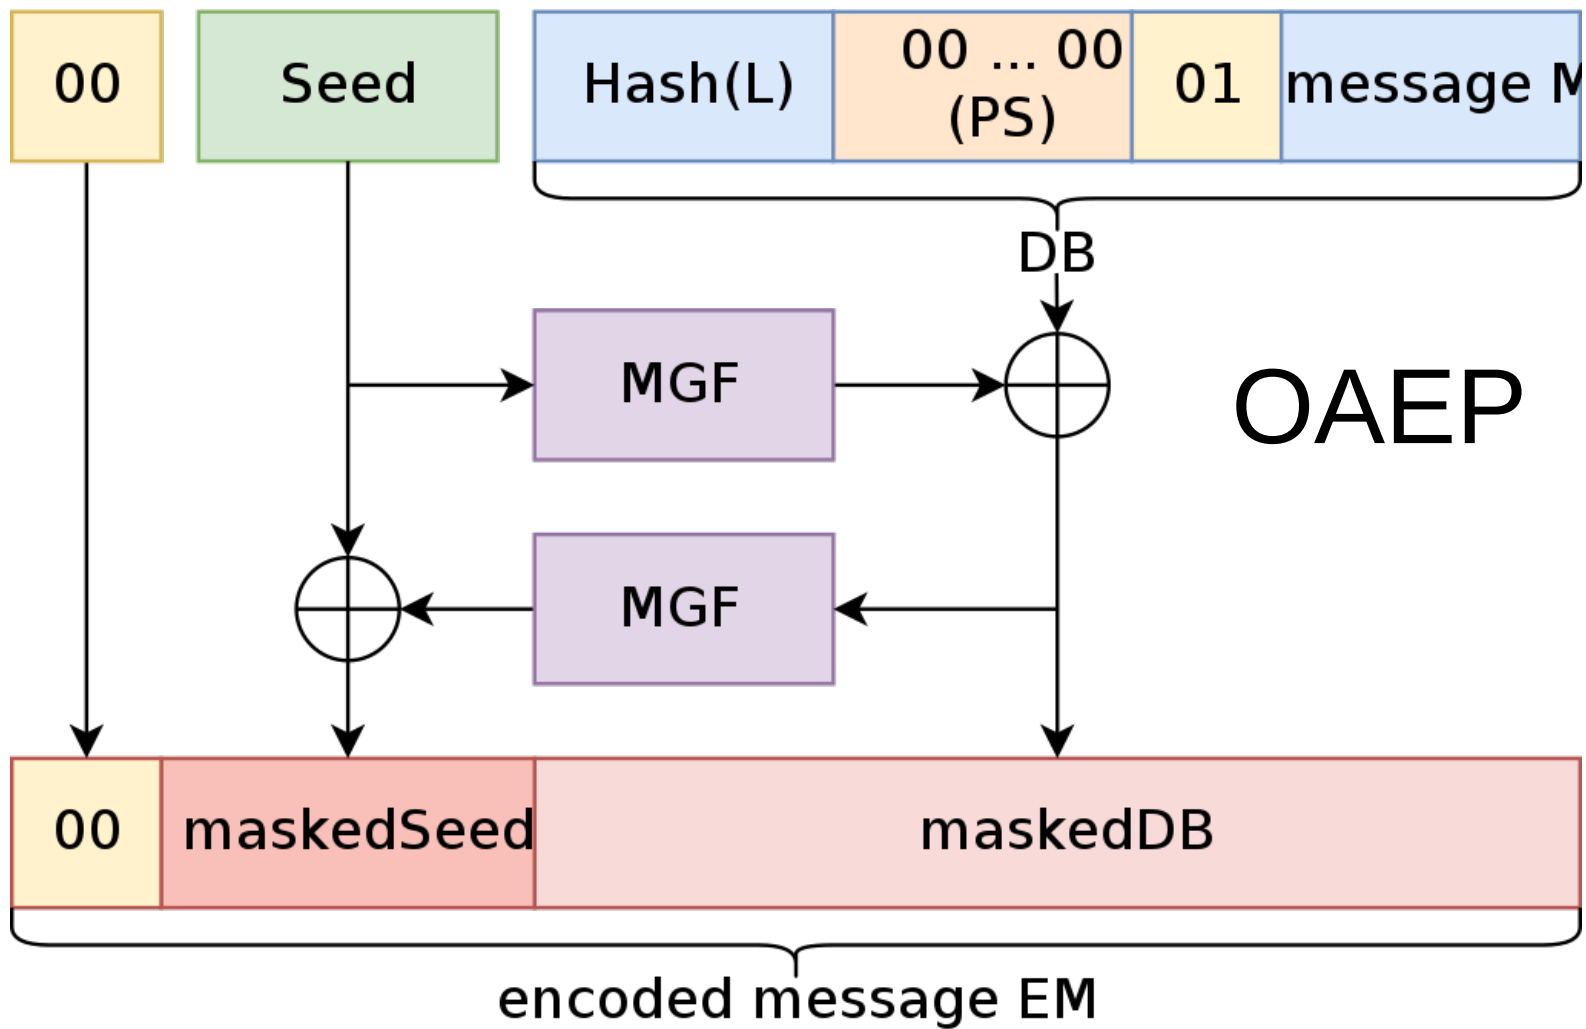 00
Seed
Hash(L)
00 ... 00
(PS)
01
message M
DB
MGF
OAEP
MGF
00
maskedSeed
maskedDB
encoded message EM